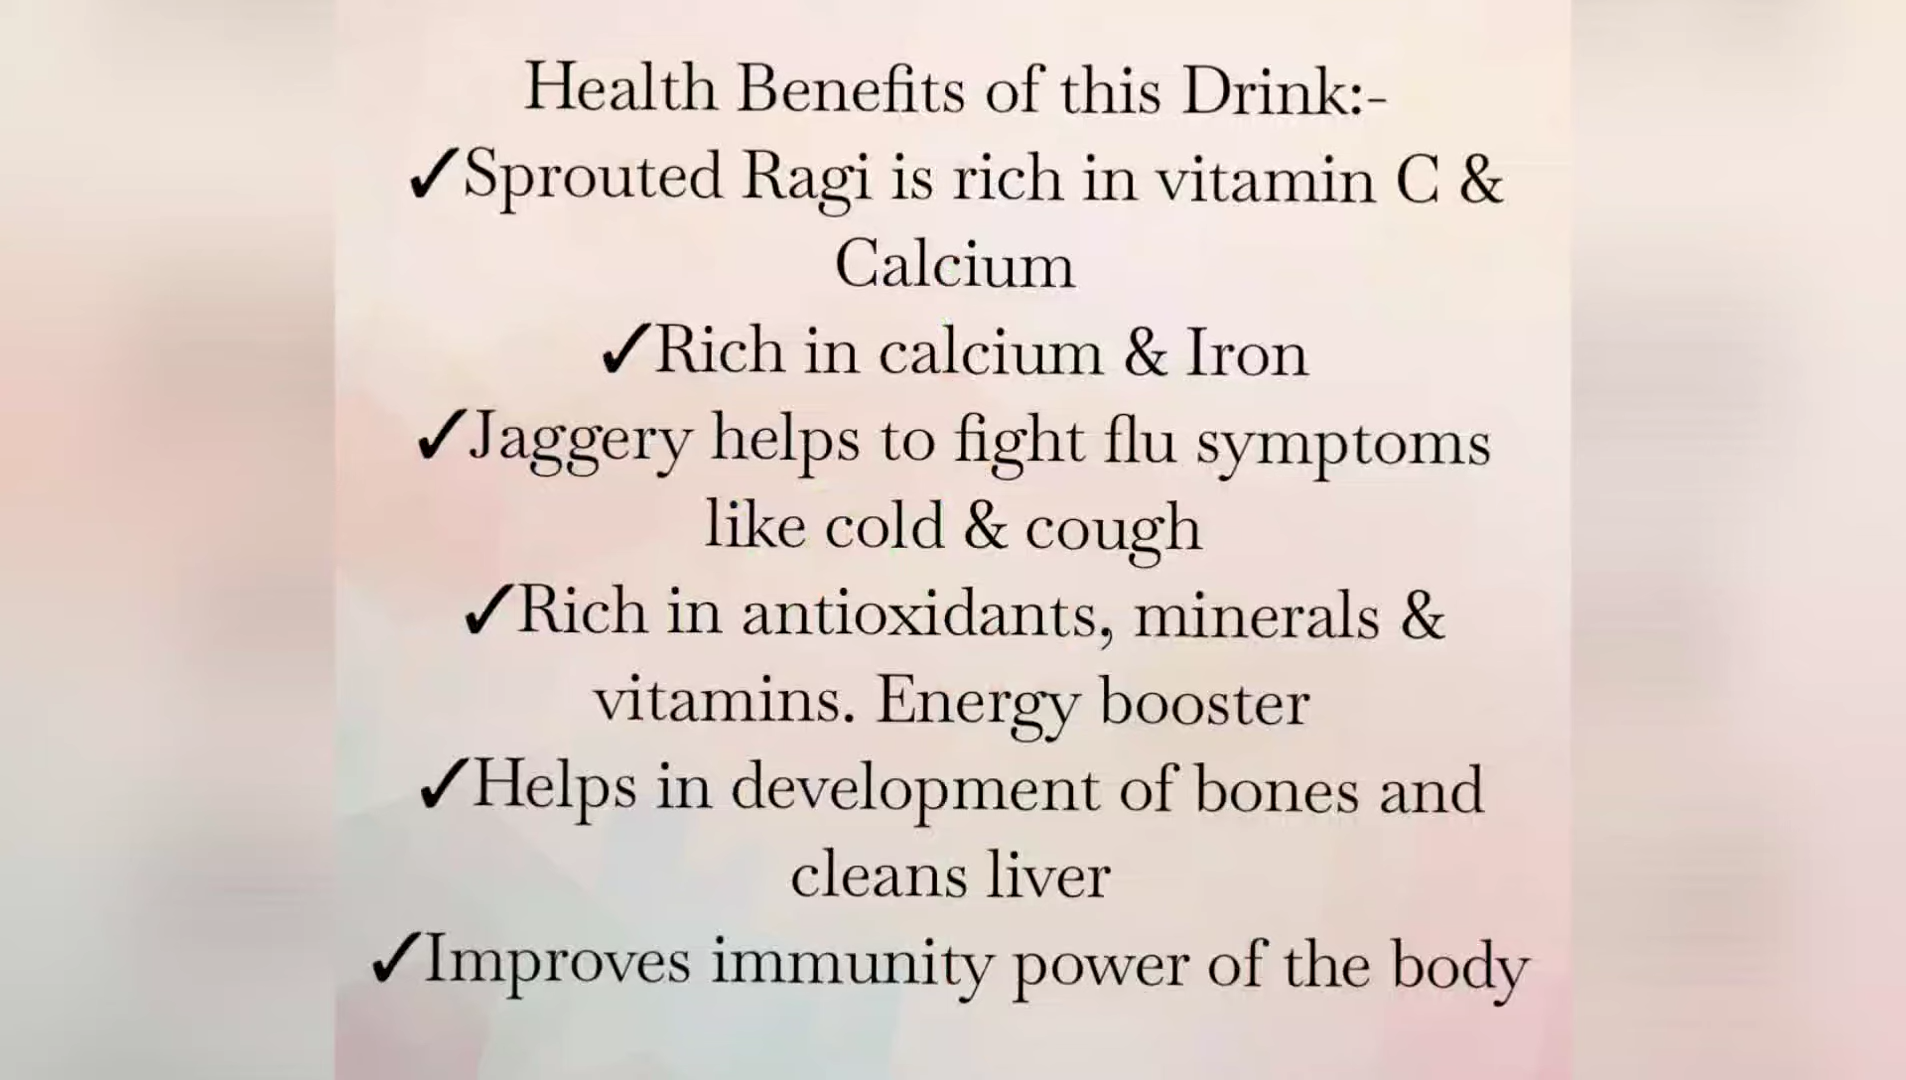 Health Benefits of this Drink:-
✓Sprouted Ragi is rich in vitamin C &
Calcium
✓Rich in calcium & Iron
✓Jaggery helps to fight flu symptoms
like cold & cough
✓Rich in antioxidants, minerals &
vitamins. Energy booster
✓Helps in development of bones and
cleans liver
✓Improves immunity power of the body